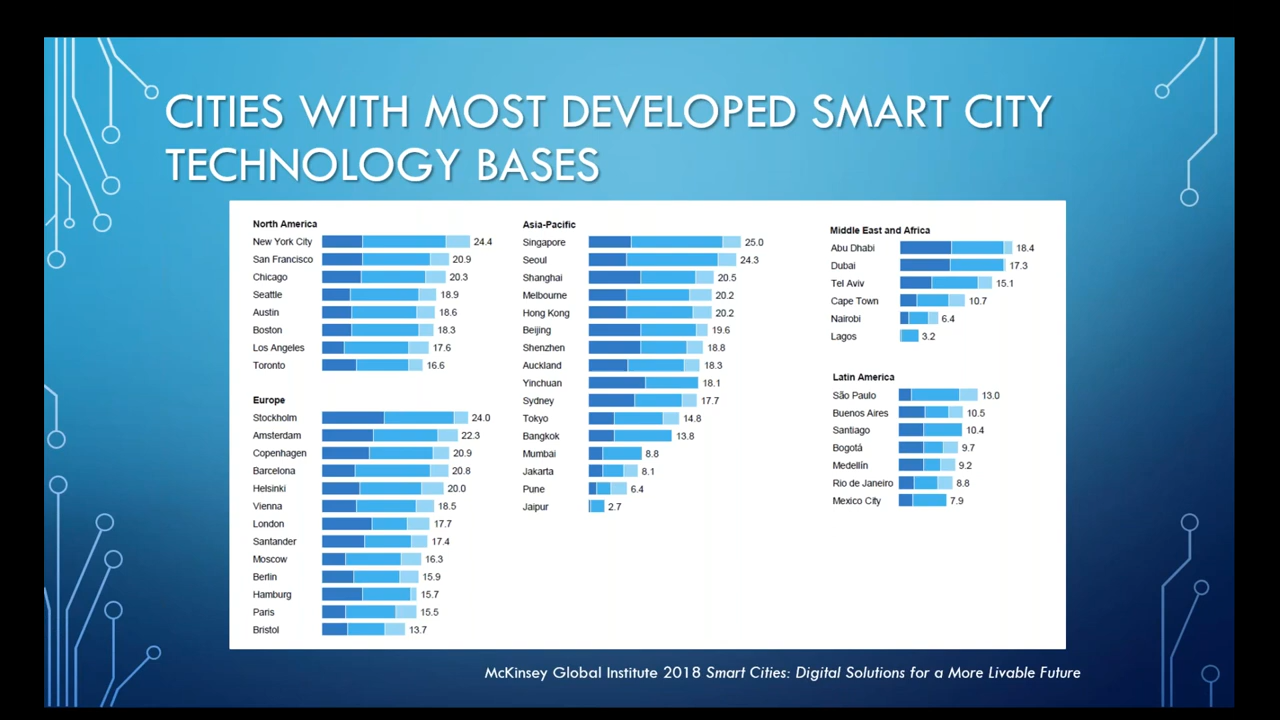 CITIES WITH MOST DEVELOPED SMART CITY
TECHNOLOGY BASES
North America
New York City 24.4
San Francisco 20.9
Chicago 20.3
Seattle 18.9
Austin 18.6
Boston 18.3
Los Angeles 17.6
Toronto 16.6
Europe
Stockholm 24.0
Amsterdam 22.3
Copenhagen 20.9
Barcelona 20.8
Helsinki 20.0
Vienna 18.5
London 17.7
Santander 17.4
Moscow 16.3
Berlin 15.9
Hamburg 15.7
Paris 15.5
Bristol 13.7
Asia-Pacific
Singapore 25.0
Seoul 24.3
Shanghai 20.5
Melbourne 20.2
Hong Kong 20.2
Beijing 19.6
Shenzhen 18.8
Auckland 18.3
Yinchuan 18.1
Sydney 17.7
Tokyo 14.8
Bangkok 13.8
Mumbai 8.8
Jakarta 8.1
Pune 6.4
Jaipur 2.7
Middle East and Africa
Abu Dhabi 18.4
Dubai 17.3
Tel Aviv 15.1
Cape Town 10.7
Nairobi 6.4
Lagos 3.2
Latin America
São Paulo 13.0
Buenos Aires 10.5
Santiago 10.4
Bogotá 9.7
Medellín 9.2
Rio de Janeiro 8.8
Mexico City 7.9
McKinsey Global Institute 2018 Smart Cities: Digital Solutions for a More Livable Future